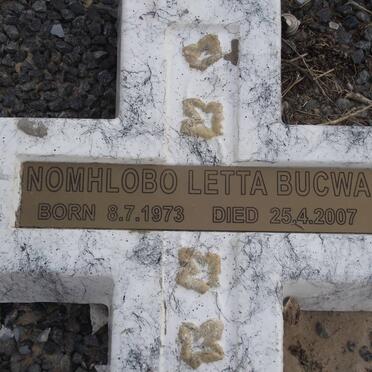 NOMHLOBO LETTA BUCWA
BORN 8.7.1973 DIED 25.4.2007